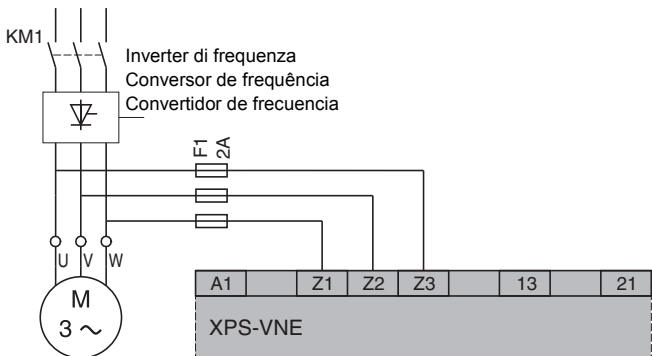 KM1
Inverter di frequenza
Conversor de frequência
Convertidor de frecuencia
F1
2A
U V W
A1 Z1 Z2 Z3 13 21
M
3 ~
XPS-VNE